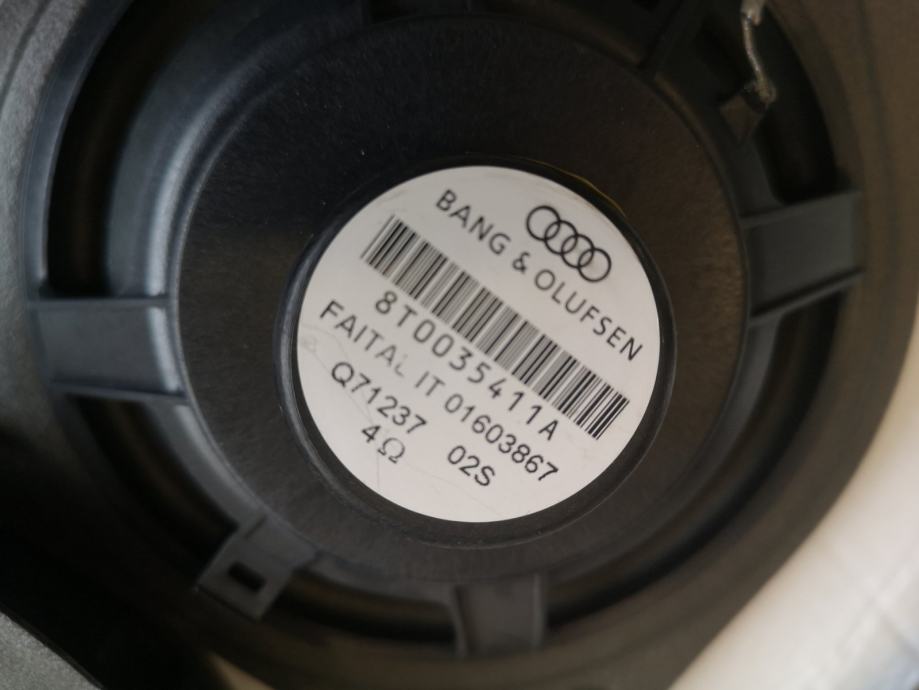 BANG & OLUFSEN
8T0035411A
FAITAL IT 01603867
Q71237 02S
4Ω